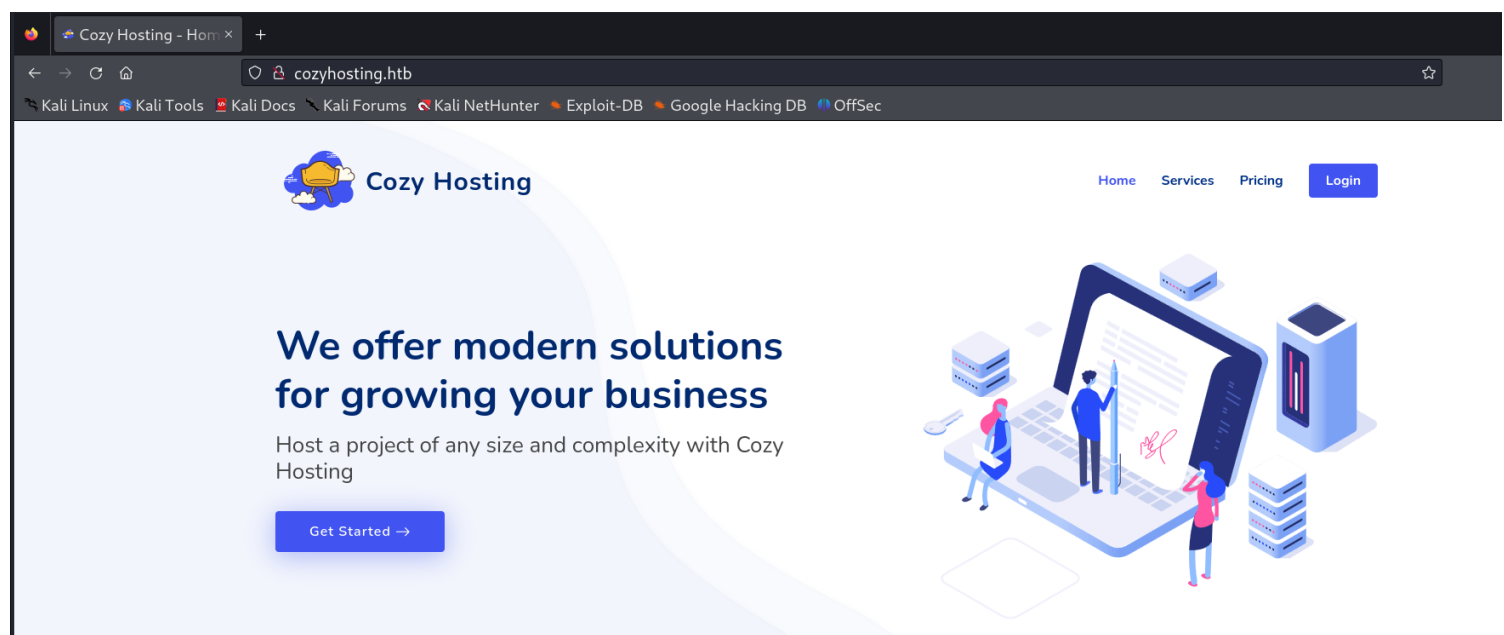 Cozy Hosting - Hom
cozyhosting.htb
Kali Linux Kali Tools Kali Docs Kali Forums Kali NetHunter Exploit-DB Google Hacking DB OffSec
Cozy Hosting
Home Services Pricing Login
We offer modern solutions
for growing your business
Host a project of any size and complexity with Cozy
Hosting
Get Started →